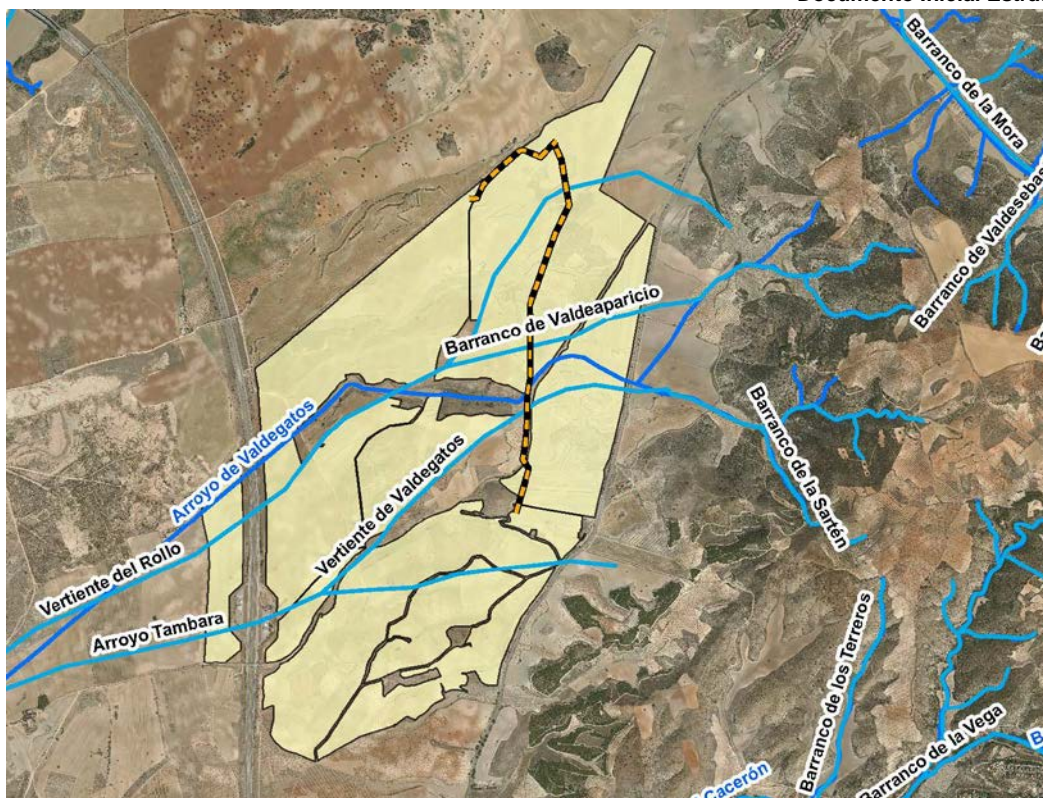 Documento Inicial Estra
Barranco de la Mora
Barranco de Valdesebas
Barranco de Valdeaparicio
Arroyo de Valdegatos
Vertiente de Valdegatos
Barranco de la Sartén
Vertiente del Rollo
Arroyo Tambara
Barranco de los Terreros
Barranco de la Vega
Cacerón